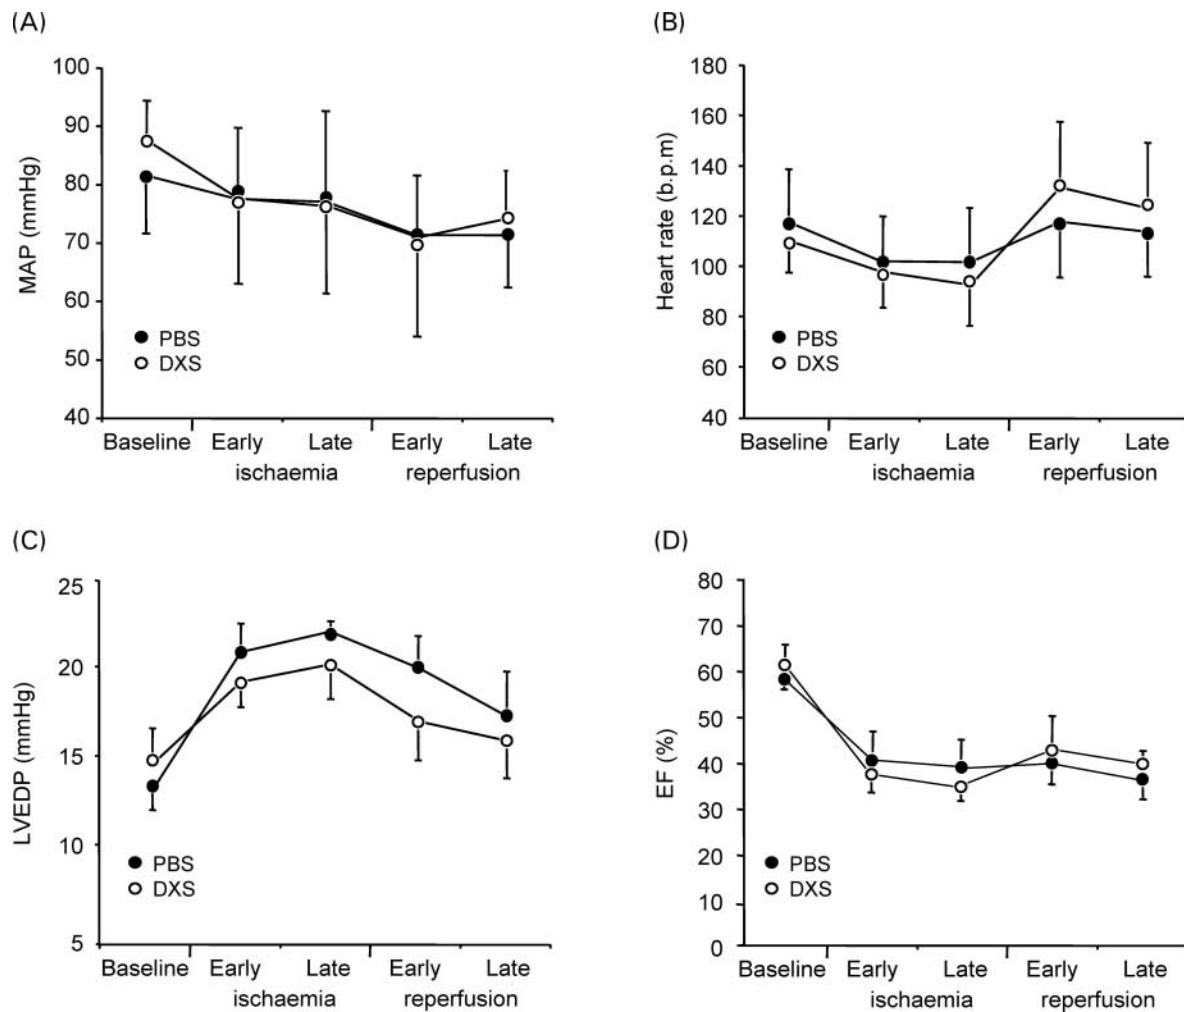 (A)
MAP (mmHg)
100
90
80
70
60
50
40
PBS
DXS
Baseline Early Late Early Late
ischaemia reperfusion
(B)
Heart rate (b.p.m)
180
160
140
120
100
80
60
40
PBS
DXS
Baseline Early Late Early Late
ischaemia reperfusion
(C)
LVEDP (mmHg)
25
20
15
10
5
PBS
DXS
Baseline Early Late Early Late
ischaemia reperfusion
(D)
EF (%)
80
70
60
50
40
30
20
10
0
PBS
DXS
Baseline Early Late Early Late
ischaemia reperfusion